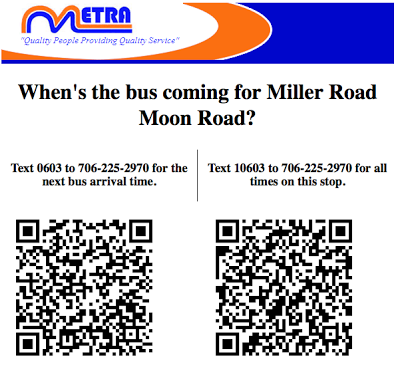 METRA
"Quality People Providing Quality Service"
When's the bus coming for Miller Road
Moon Road?
Text 0603 to 706-225-2970 for the
next bus arrival time.
Text 10603 to 706-225-2970 for all
times on this stop.